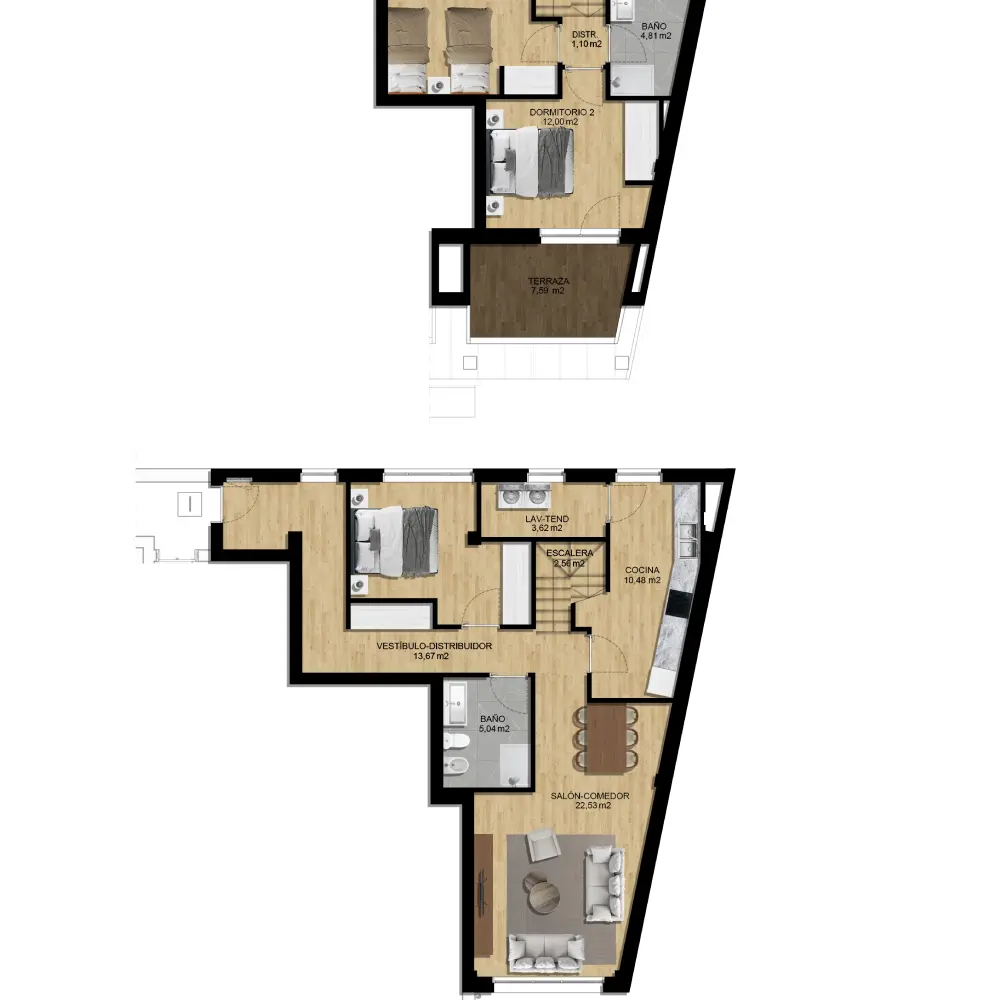 DISTR.
1,10 m2
BAÑO
4,81 m2
DORMITORIO 2
12,00 m2
TERRAZA
7,59 m2
LAV-TEND
3,62 m2
ESCALERA
2,56 m2
COCINA
10,48 m2
VESTÍBULO-DISTRIBUIDOR
13,67 m2
BAÑO
5,04 m2
SALÓN-COMEDOR
22,53 m2